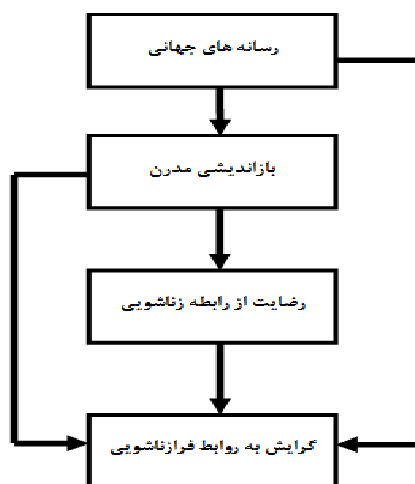 رسانه های جهانی
بازاندیشی مدرن
رضایت از رابطه زناشویی
گرایش به روابط فرازناشویی